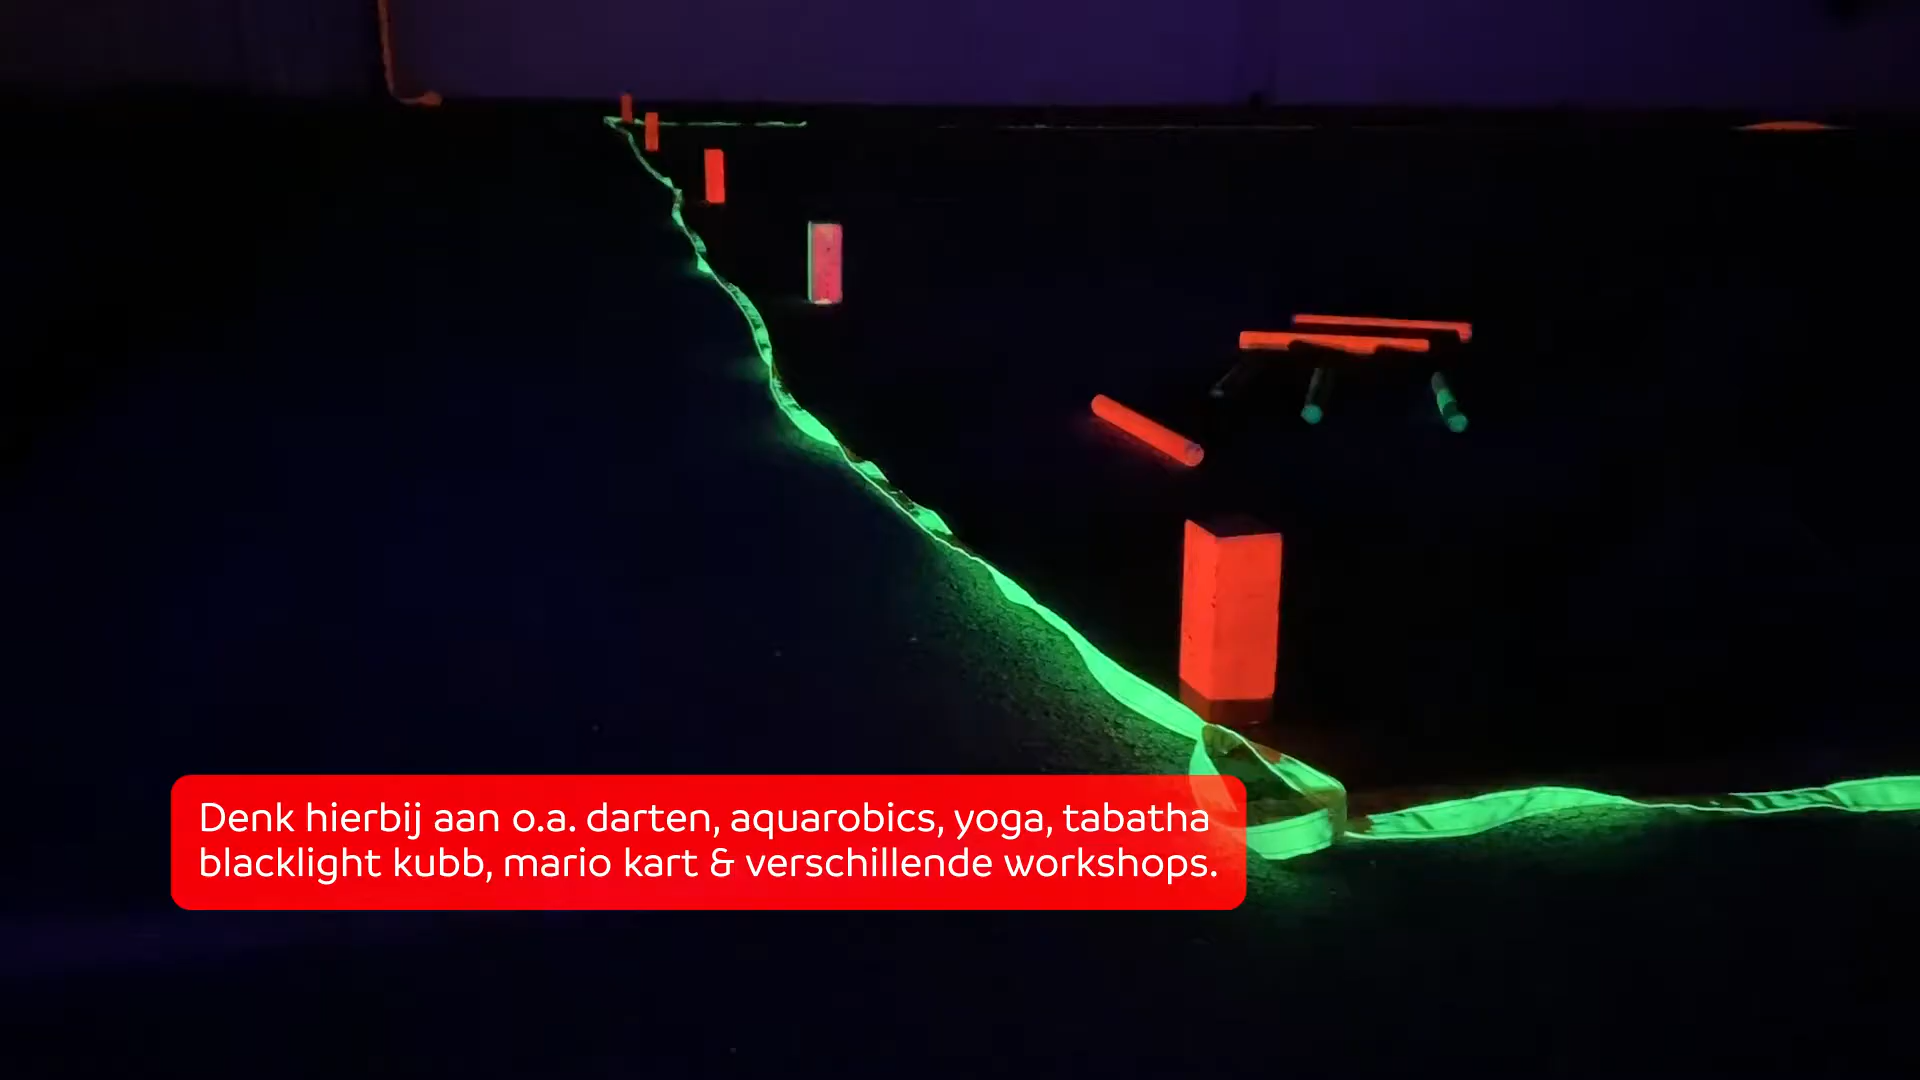 Denk hierbij aan o.a. darten, aquarobics, yoga, tabatha
blacklight kubb, mario kart & verschillende workshops.